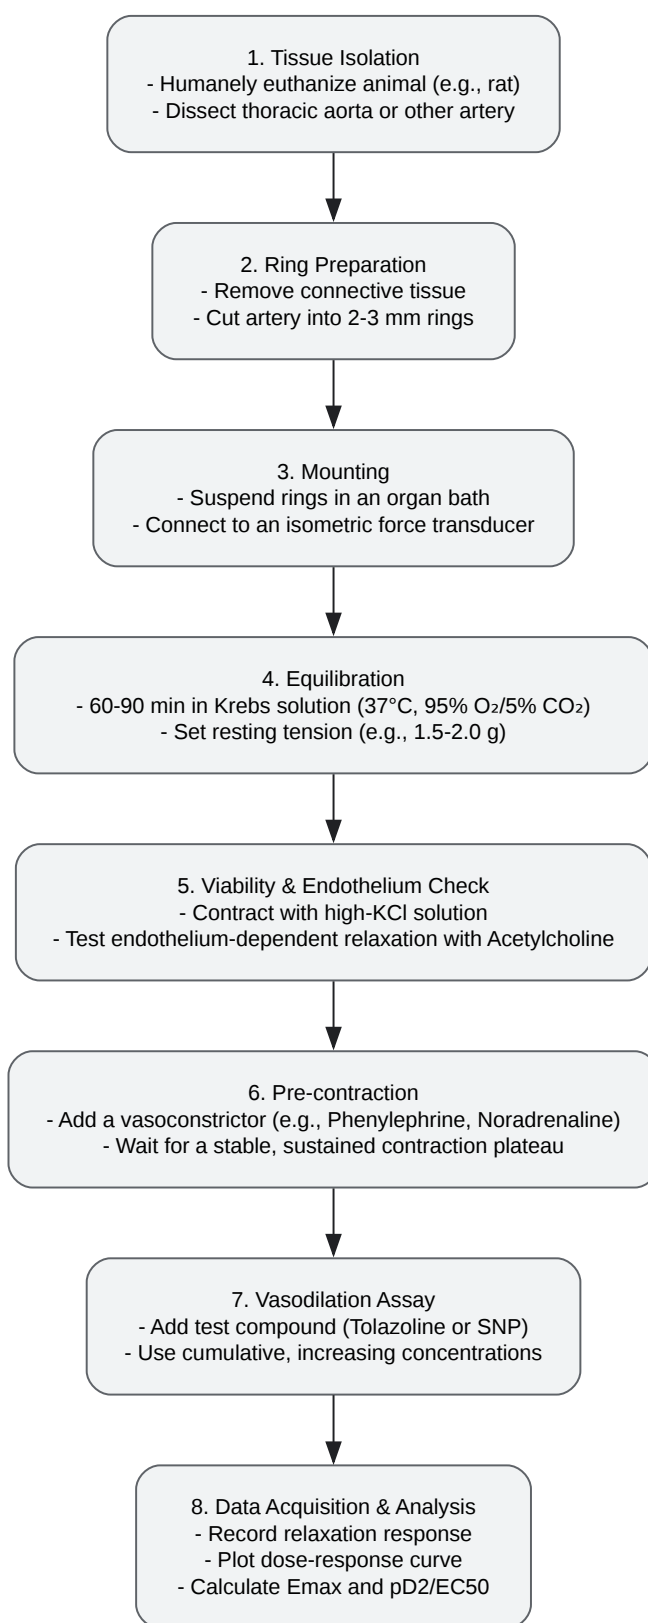 1. Tissue Isolation
- Humanely euthanize animal (e.g., rat)
- Dissect thoracic aorta or other artery
2. Ring Preparation
- Remove connective tissue
- Cut artery into 2-3 mm rings
3. Mounting
- Suspend rings in an organ bath
- Connect to an isometric force transducer
4. Equilibration
- 60-90 min in Krebs solution (37°C, 95% O₂/5% CO₂)
- Set resting tension (e.g., 1.5-2.0 g)
5. Viability & Endothelium Check
- Contract with high-KCl solution
- Test endothelium-dependent relaxation with Acetylcholine
6. Pre-contraction
- Add a vasoconstrictor (e.g., Phenylephrine, Noradrenaline)
- Wait for a stable, sustained contraction plateau
7. Vasodilation Assay
- Add test compound (Tolazoline or SNP)
- Use cumulative, increasing concentrations
8. Data Acquisition & Analysis
- Record relaxation response
- Plot dose-response curve
- Calculate Emax and pD2/EC50